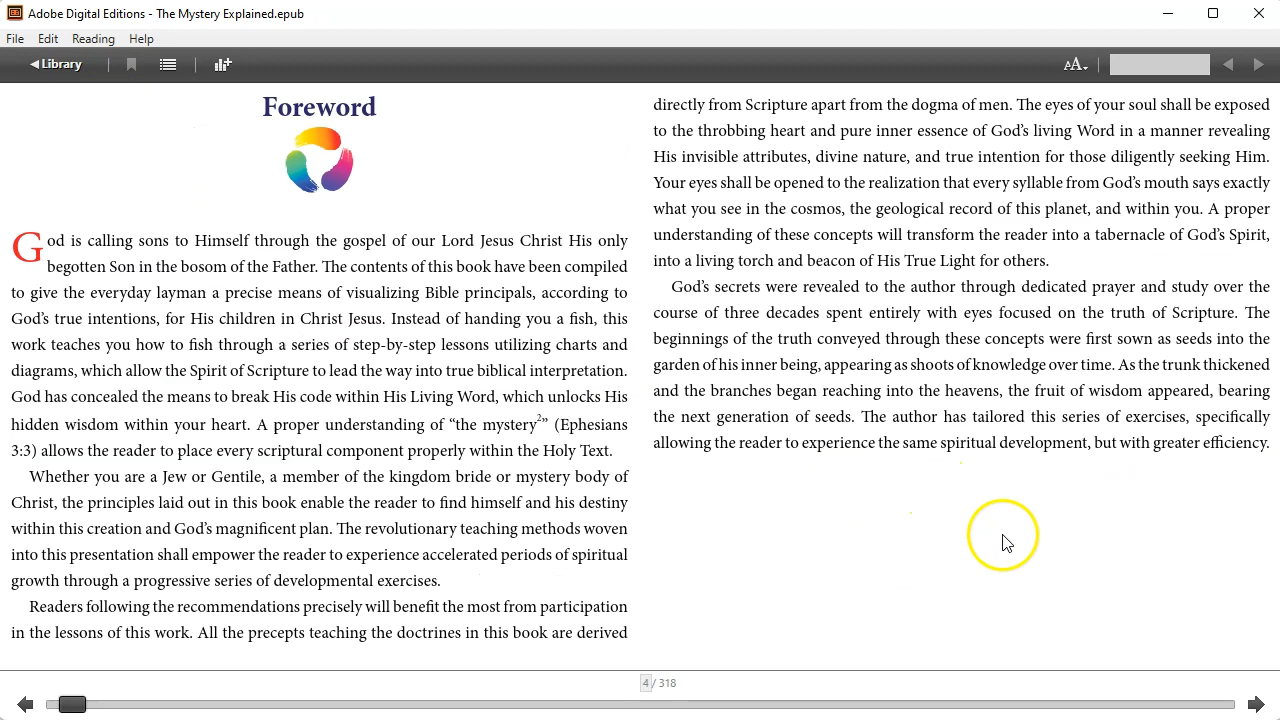 Adobe Digital Editions - The Mystery Explained.epub
File Edit Reading Help
Library
AA
Foreword
God is calling sons to Himself through the gospel of our Lord Jesus Christ His only
begotten Son in the bosom of the Father. The contents of this book have been compiled
to give the everyday layman a precise means of visualizing Bible principals, according to
God’s true intentions, for His children in Christ Jesus. Instead of handing you a fish, this
work teaches you how to fish through a series of step-by-step lessons utilizing charts and
diagrams, which allow the Spirit of Scripture to lead the way into true biblical interpretation.
God has concealed the means to break His code within His Living Word, which unlocks His
hidden wisdom within your heart. A proper understanding of “the mystery2” (Ephesians
3:3) allows the reader to place every scriptural component properly within the Holy Text.
Whether you are a Jew or Gentile, a member of the kingdom bride or mystery body of
Christ, the principles laid out in this book enable the reader to find himself and his destiny
within this creation and God’s magnificent plan. The revolutionary teaching methods woven
into this presentation shall empower the reader to experience accelerated periods of spiritual
growth through a progressive series of developmental exercises.
Readers following the recommendations precisely will benefit the most from participation
in the lessons of this work. All the precepts teaching the doctrines in this book are derived
directly from Scripture apart from the dogma of men. The eyes of your soul shall be exposed
to the throbbing heart and pure inner essence of God’s living Word in a manner revealing
His invisible attributes, divine nature, and true intention for those diligently seeking Him.
Your eyes shall be opened to the realization that every syllable from God’s mouth says exactly
what you see in the cosmos, the geological record of this planet, and within you. A proper
understanding of these concepts will transform the reader into a tabernacle of God’s Spirit,
into a living torch and beacon of His True Light for others.
God’s secrets were revealed to the author through dedicated prayer and study over the
course of three decades spent entirely with eyes focused on the truth of Scripture. The
beginnings of the truth conveyed through these concepts were first sown as seeds into the
garden of his inner being, appearing as shoots of knowledge over time. As the trunk thickened
and the branches began reaching into the heavens, the fruit of wisdom appeared, bearing
the next generation of seeds. The author has tailored this series of exercises, specifically
allowing the reader to experience the same spiritual development, but with greater efficiency.
4 / 318